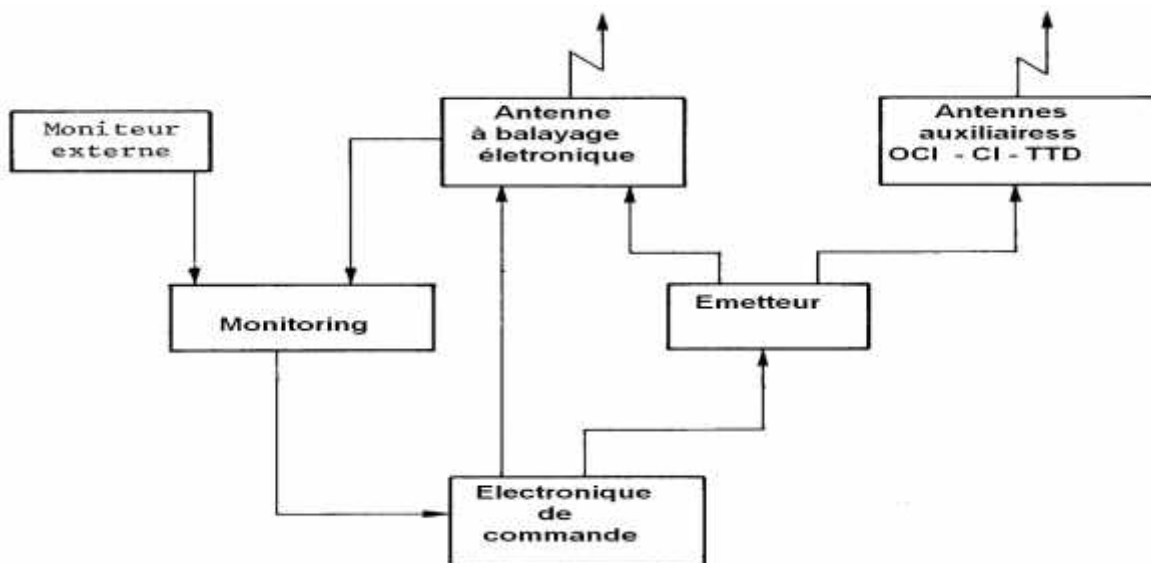 Antenne
à balayage
életronique
Antennes
auxiliairess
OCI - CI - TTD
Moniteur
externe
Monitoring
Emetteur
Electronique
de
commande